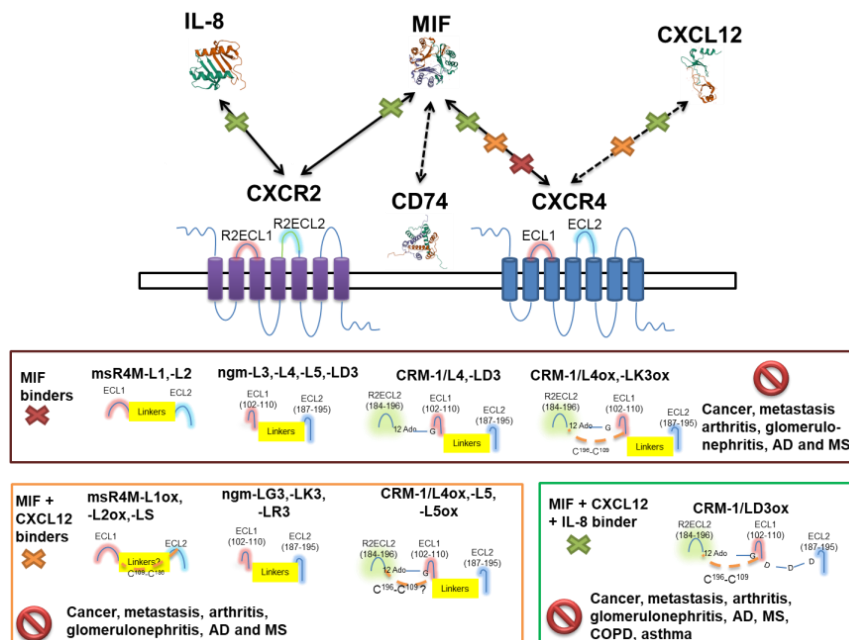 IL-8
MIF
CXCL12
CXCR2
CD74
CXCR4
R2ECL1
R2ECL2
ECL1
ECL2
MIF
binders
msR4M-L1,-L2
ECL1
ECL2
Linkers
ngm-L3,-L4,-L5,-LD3
ECL1
(102-110)
ECL2
(187-195)
Linkers
CRM-1/L4,-LD3
R2ECL2
(184-196)
ECL1
(102-110)
ECL2
(187-195)
12 Ado
G
Linkers
CRM-1/L4ox,-LK3ox
R2ECL2
(184-196)
ECL1
(102-110)
ECL2
(187-195)
12 Ado
G
Linkers
C196-C109
Cancer, metastasis
arthritis, glomerulo-
nephritis, AD and MS
MIF +
CXCL12
binders
msR4M-L1ox,
-L2ox,-LS
ECL1
ECL2
Linkers?
ngm-LG3,-LK3,
-LR3
ECL1
(102-110)
ECL2
(187-195)
Linkers
CRM-1/L4ox,-L5,
-L5ox
R2ECL2
(184-196)
ECL1
(102-110)
ECL2
(187-195)
12 Ado
G
C196-C109 ?
Linkers
Cancer, metastasis, arthritis,
glomerulonephritis, AD and MS
MIF + CXCL12
+ IL-8 binder
CRM-1/LD3ox
R2ECL2
(184-196)
ECL1
(102-110)
ECL2
(187-195)
12 Ado
G
D
D
D
C196-C109
Cancer, metastasis, arthritis,
glomerulonephritis, AD, MS,
COPD, asthma